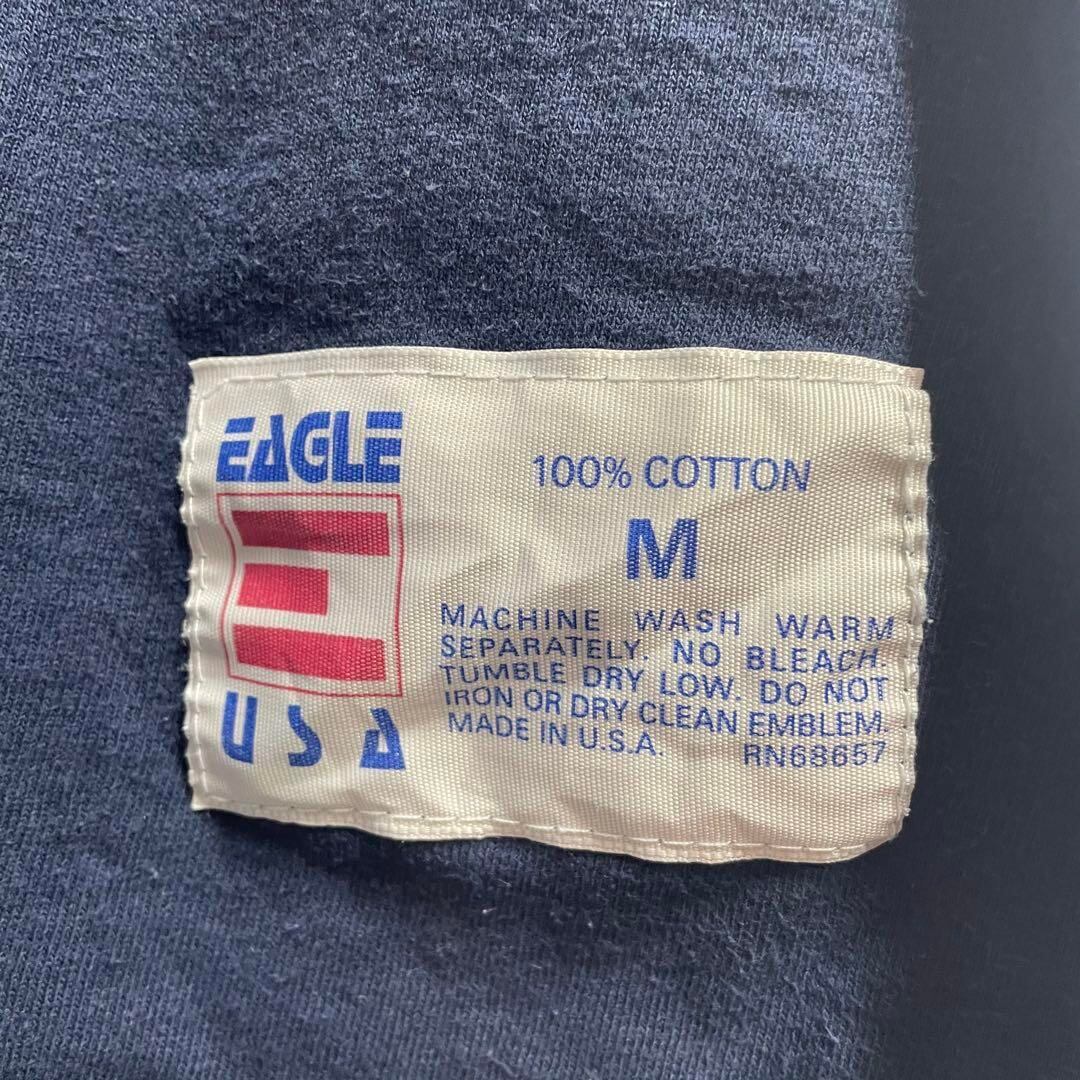 EAGLE
E
USA
100% COTTON
M
MACHINE WASH WARM
SEPARATELY. NO BLEACH.
TUMBLE DRY LOW. DO NOT
IRON OR DRY CLEAN EMBLEM.
MADE IN U.S.A. RN68657